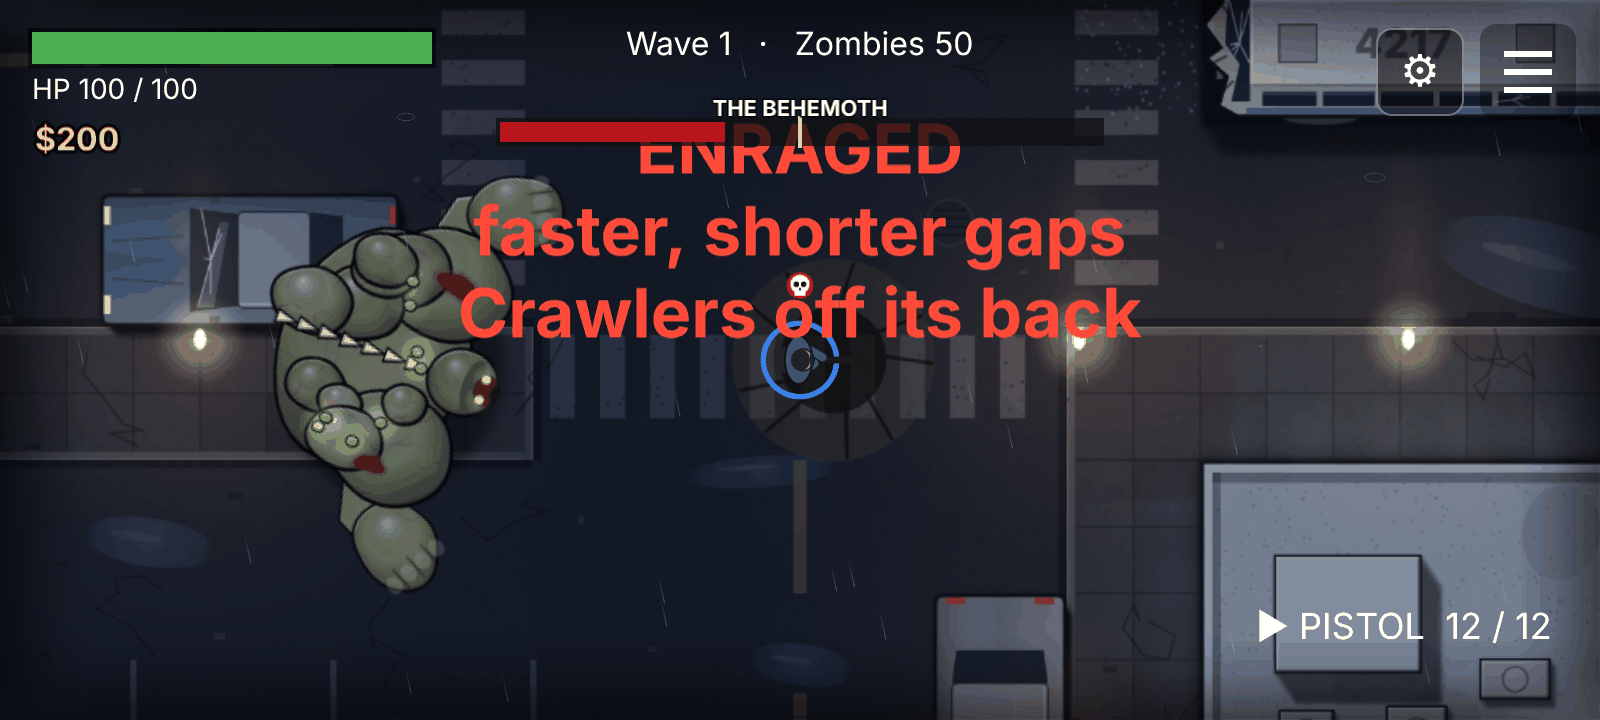 Wave 1 · Zombies 50
4217
HP 100 / 100
$200
THE BEHEMOTH
ENRAGED
faster, shorter gaps
Crawlers off its back
▶ PISTOL 12 / 12